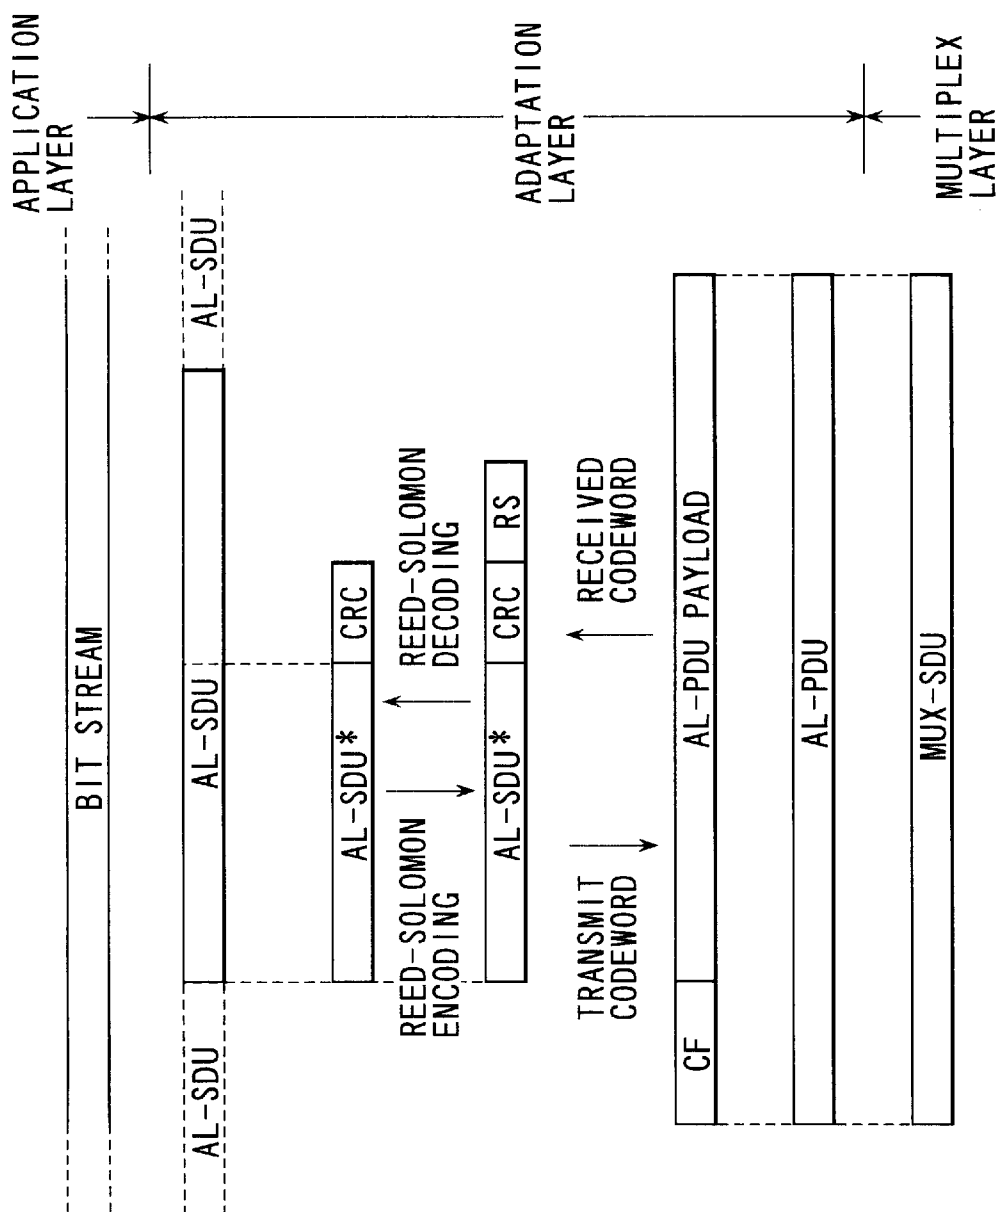 APPLICATION
LAYER
ADAPTATION
LAYER
MULTIPLEX
LAYER
BIT STREAM
AL-SDU
AL-SDU
AL-SDU
AL-SDU*
CRC
REED-SOLOMON
ENCODING
REED-SOLOMON
DECODING
AL-SDU*
CRC
RS
TRANSMIT
CODEWORD
RECEIVED
CODEWORD
CF
AL-PDU PAYLOAD
AL-PDU
MUX-SDU